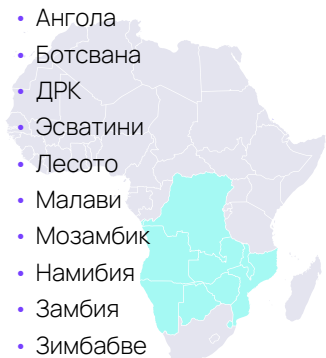 • Ангола
• Ботсвана
• ДРК
• Эсватини
• Лесото
• Малави
• Мозамбик
• Намибия
• Замбия
• Зимбабве